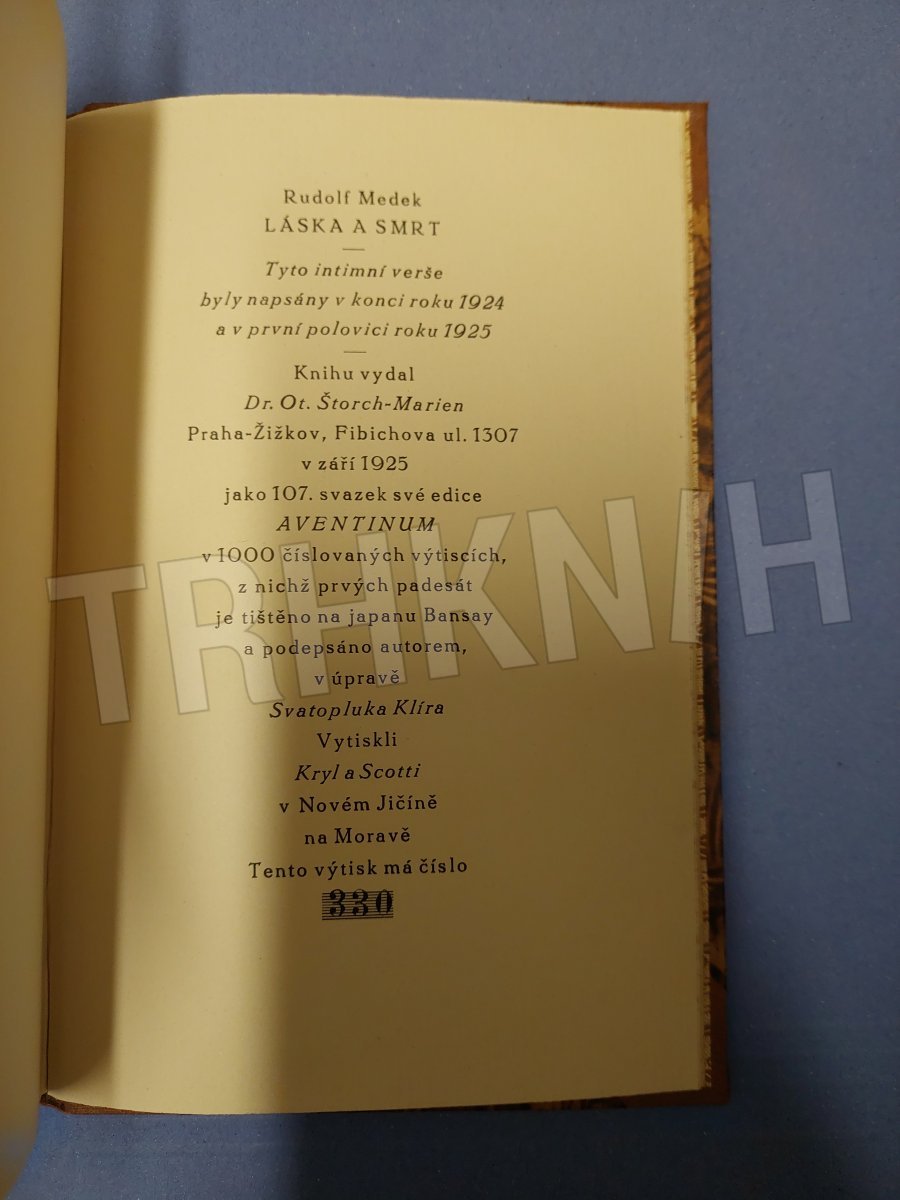 Rudolf Medek
LÁSKA A SMRT
Tyto intimní verše
byly napsány v konci roku 1924
a v první polovici roku 1925
Knihu vydal
Dr. Ot. Štorch-Marien
Praha-Žižkov, Fibichova ul. 1307
v září 1925
jako 107. svazek své edice
AVENTINUM
v 1000 číslovaných výtiscích,
z nichž prvých padesát
je tištěno na japanu Bansay
a podepsáno autorem,
v úpravě
Svatopluka Klíra
Vytiskli
Kryl a Scotti
v Novém Jičíně
na Moravě
Tento výtisk má číslo
330
TRHKNIH